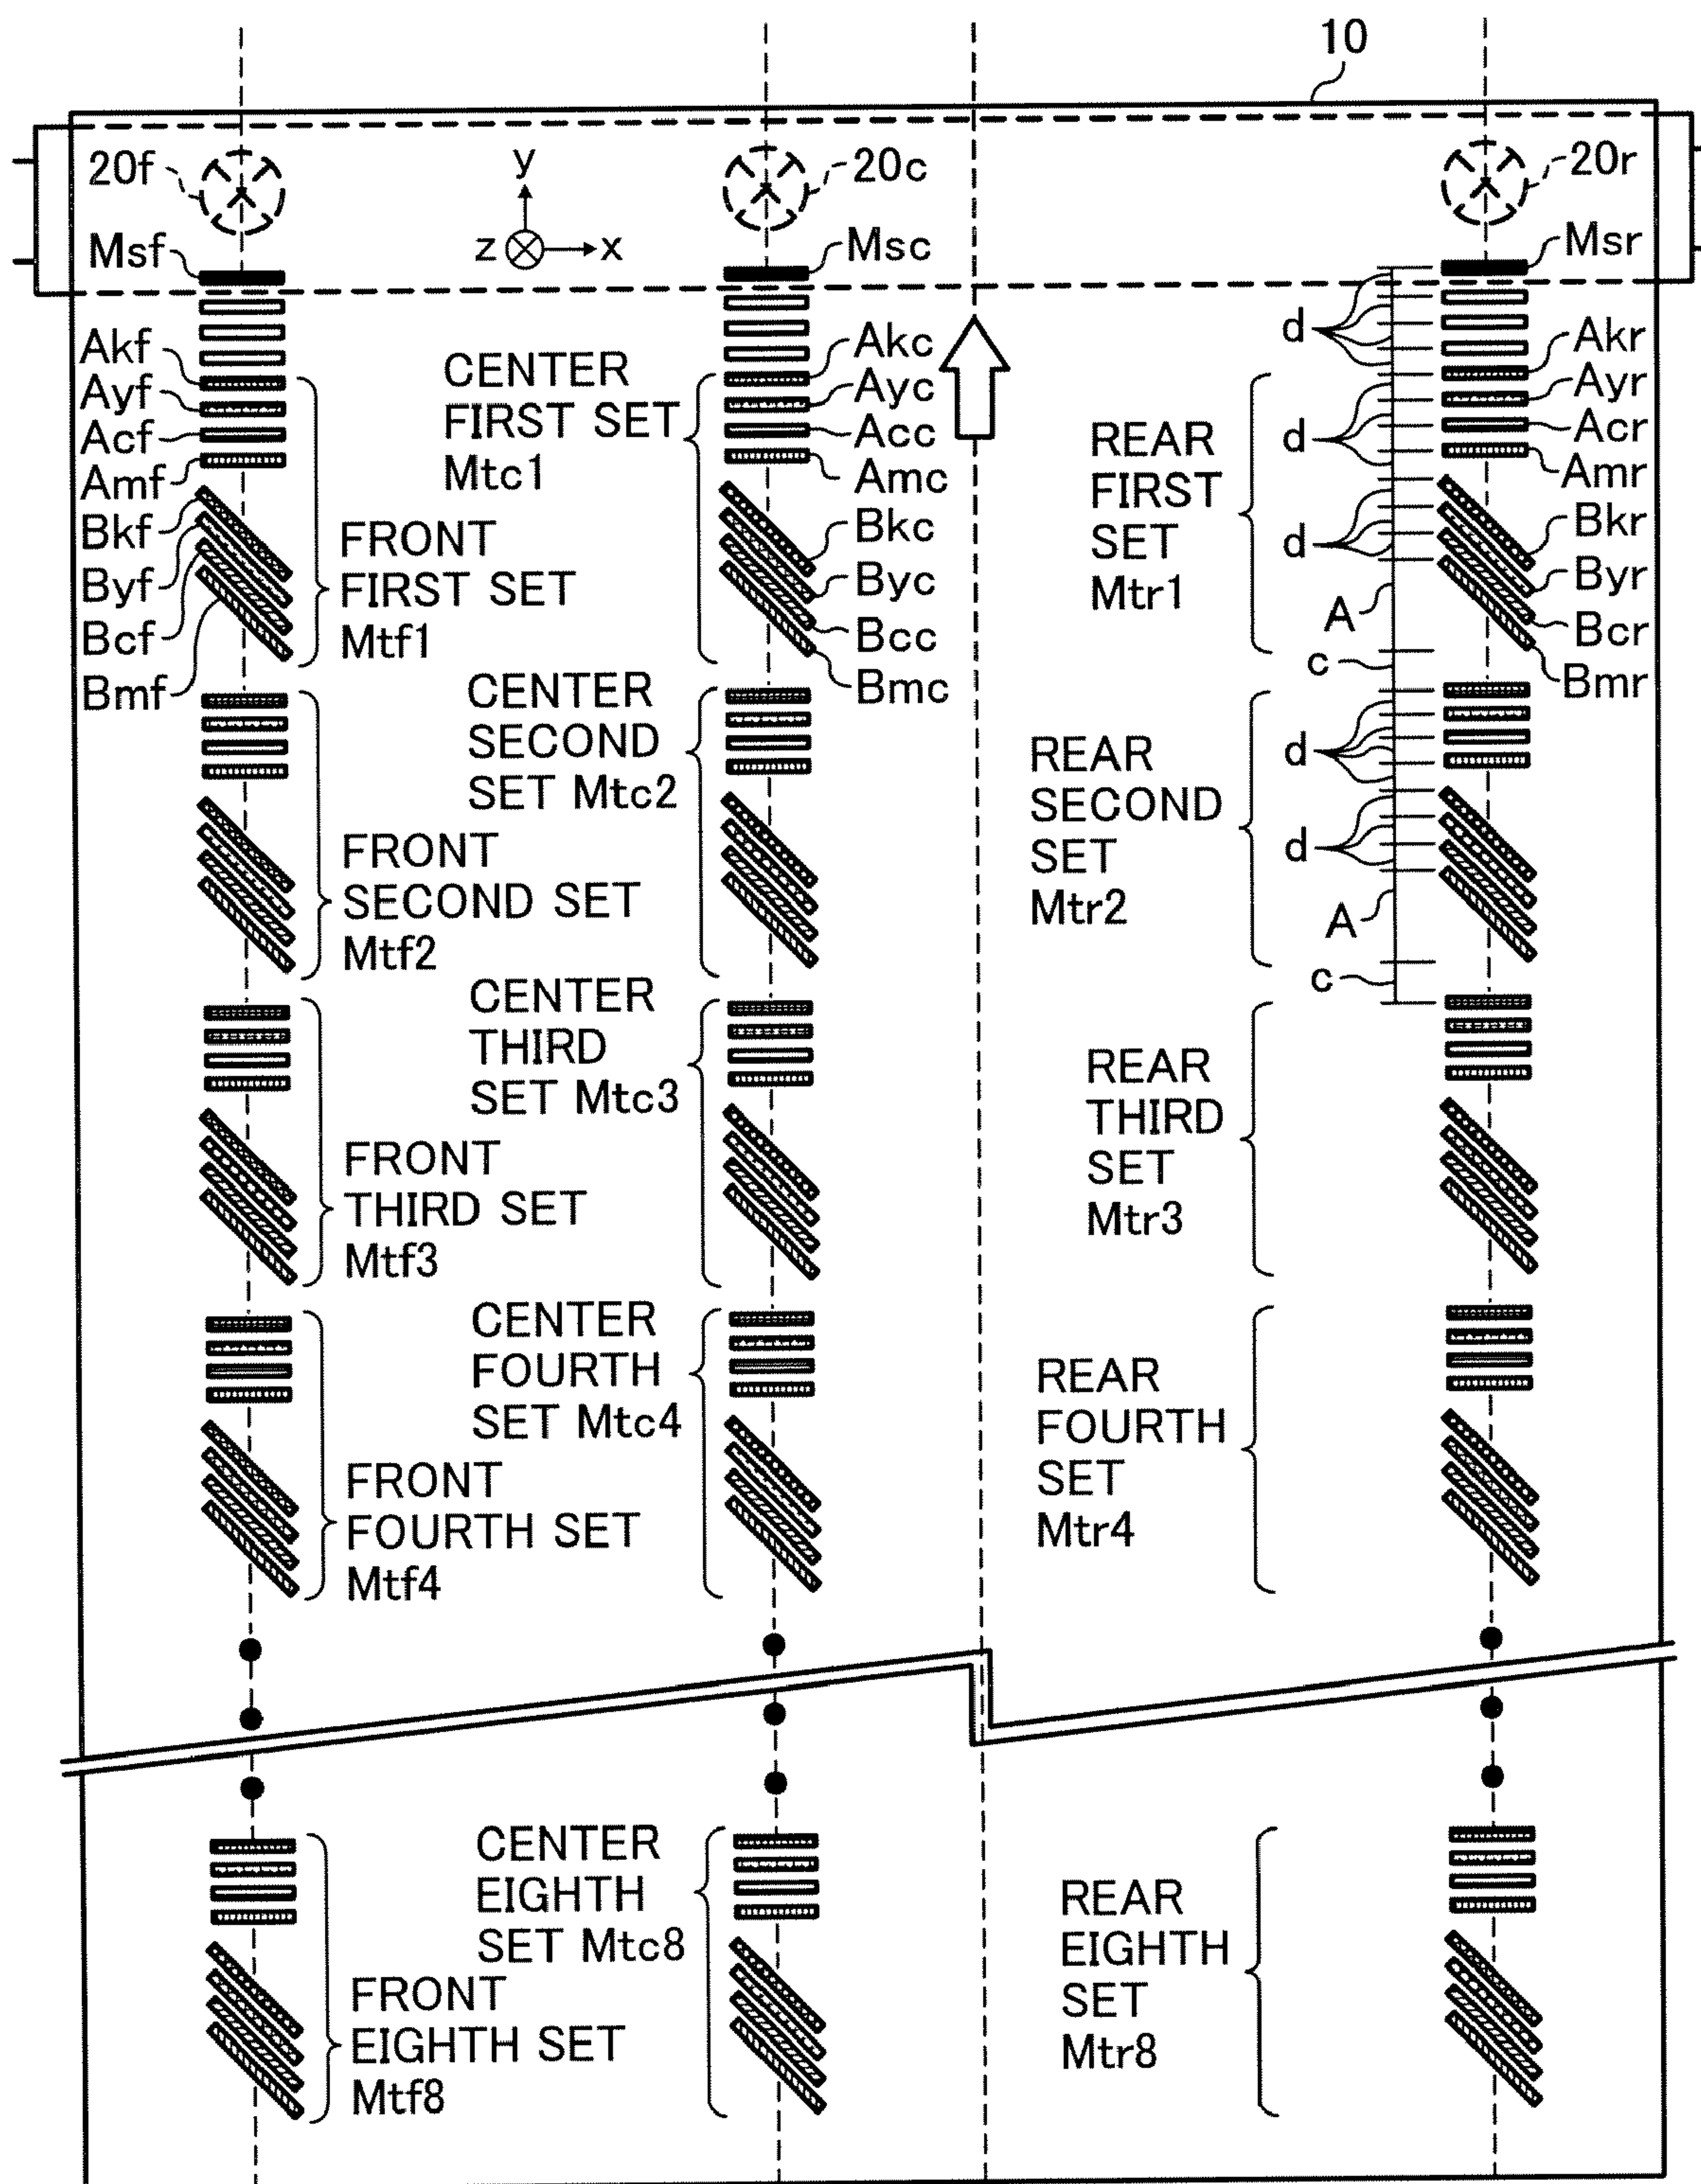 10
20f
20c
20r
y
z
x
Msf
Msc
Msr
d
Akf
Akc
Akr
Ayf
Ayc
Ayr
Acf
Acc
Acr
Amf
Amc
Amr
CENTER
FIRST SET
Mtc1
REAR
FIRST
SET
Mtr1
d
d
A
c
Bkf
Bkc
Bkr
Byf
Byc
Byr
Bcf
Bcc
Bcr
Bmf
Bmc
Bmr
FRONT
FIRST SET
Mtf1
CENTER
SECOND
SET Mtc2
REAR
SECOND
SET
Mtr2
d
d
A
c
FRONT
SECOND SET
Mtf2
CENTER
THIRD
SET Mtc3
REAR
THIRD
SET
Mtr3
FRONT
THIRD SET
Mtf3
CENTER
FOURTH
SET Mtc4
REAR
FOURTH
SET
Mtr4
FRONT
FOURTH SET
Mtf4
CENTER
EIGHTH
SET Mtc8
REAR
EIGHTH
SET
Mtr8
FRONT
EIGHTH SET
Mtf8